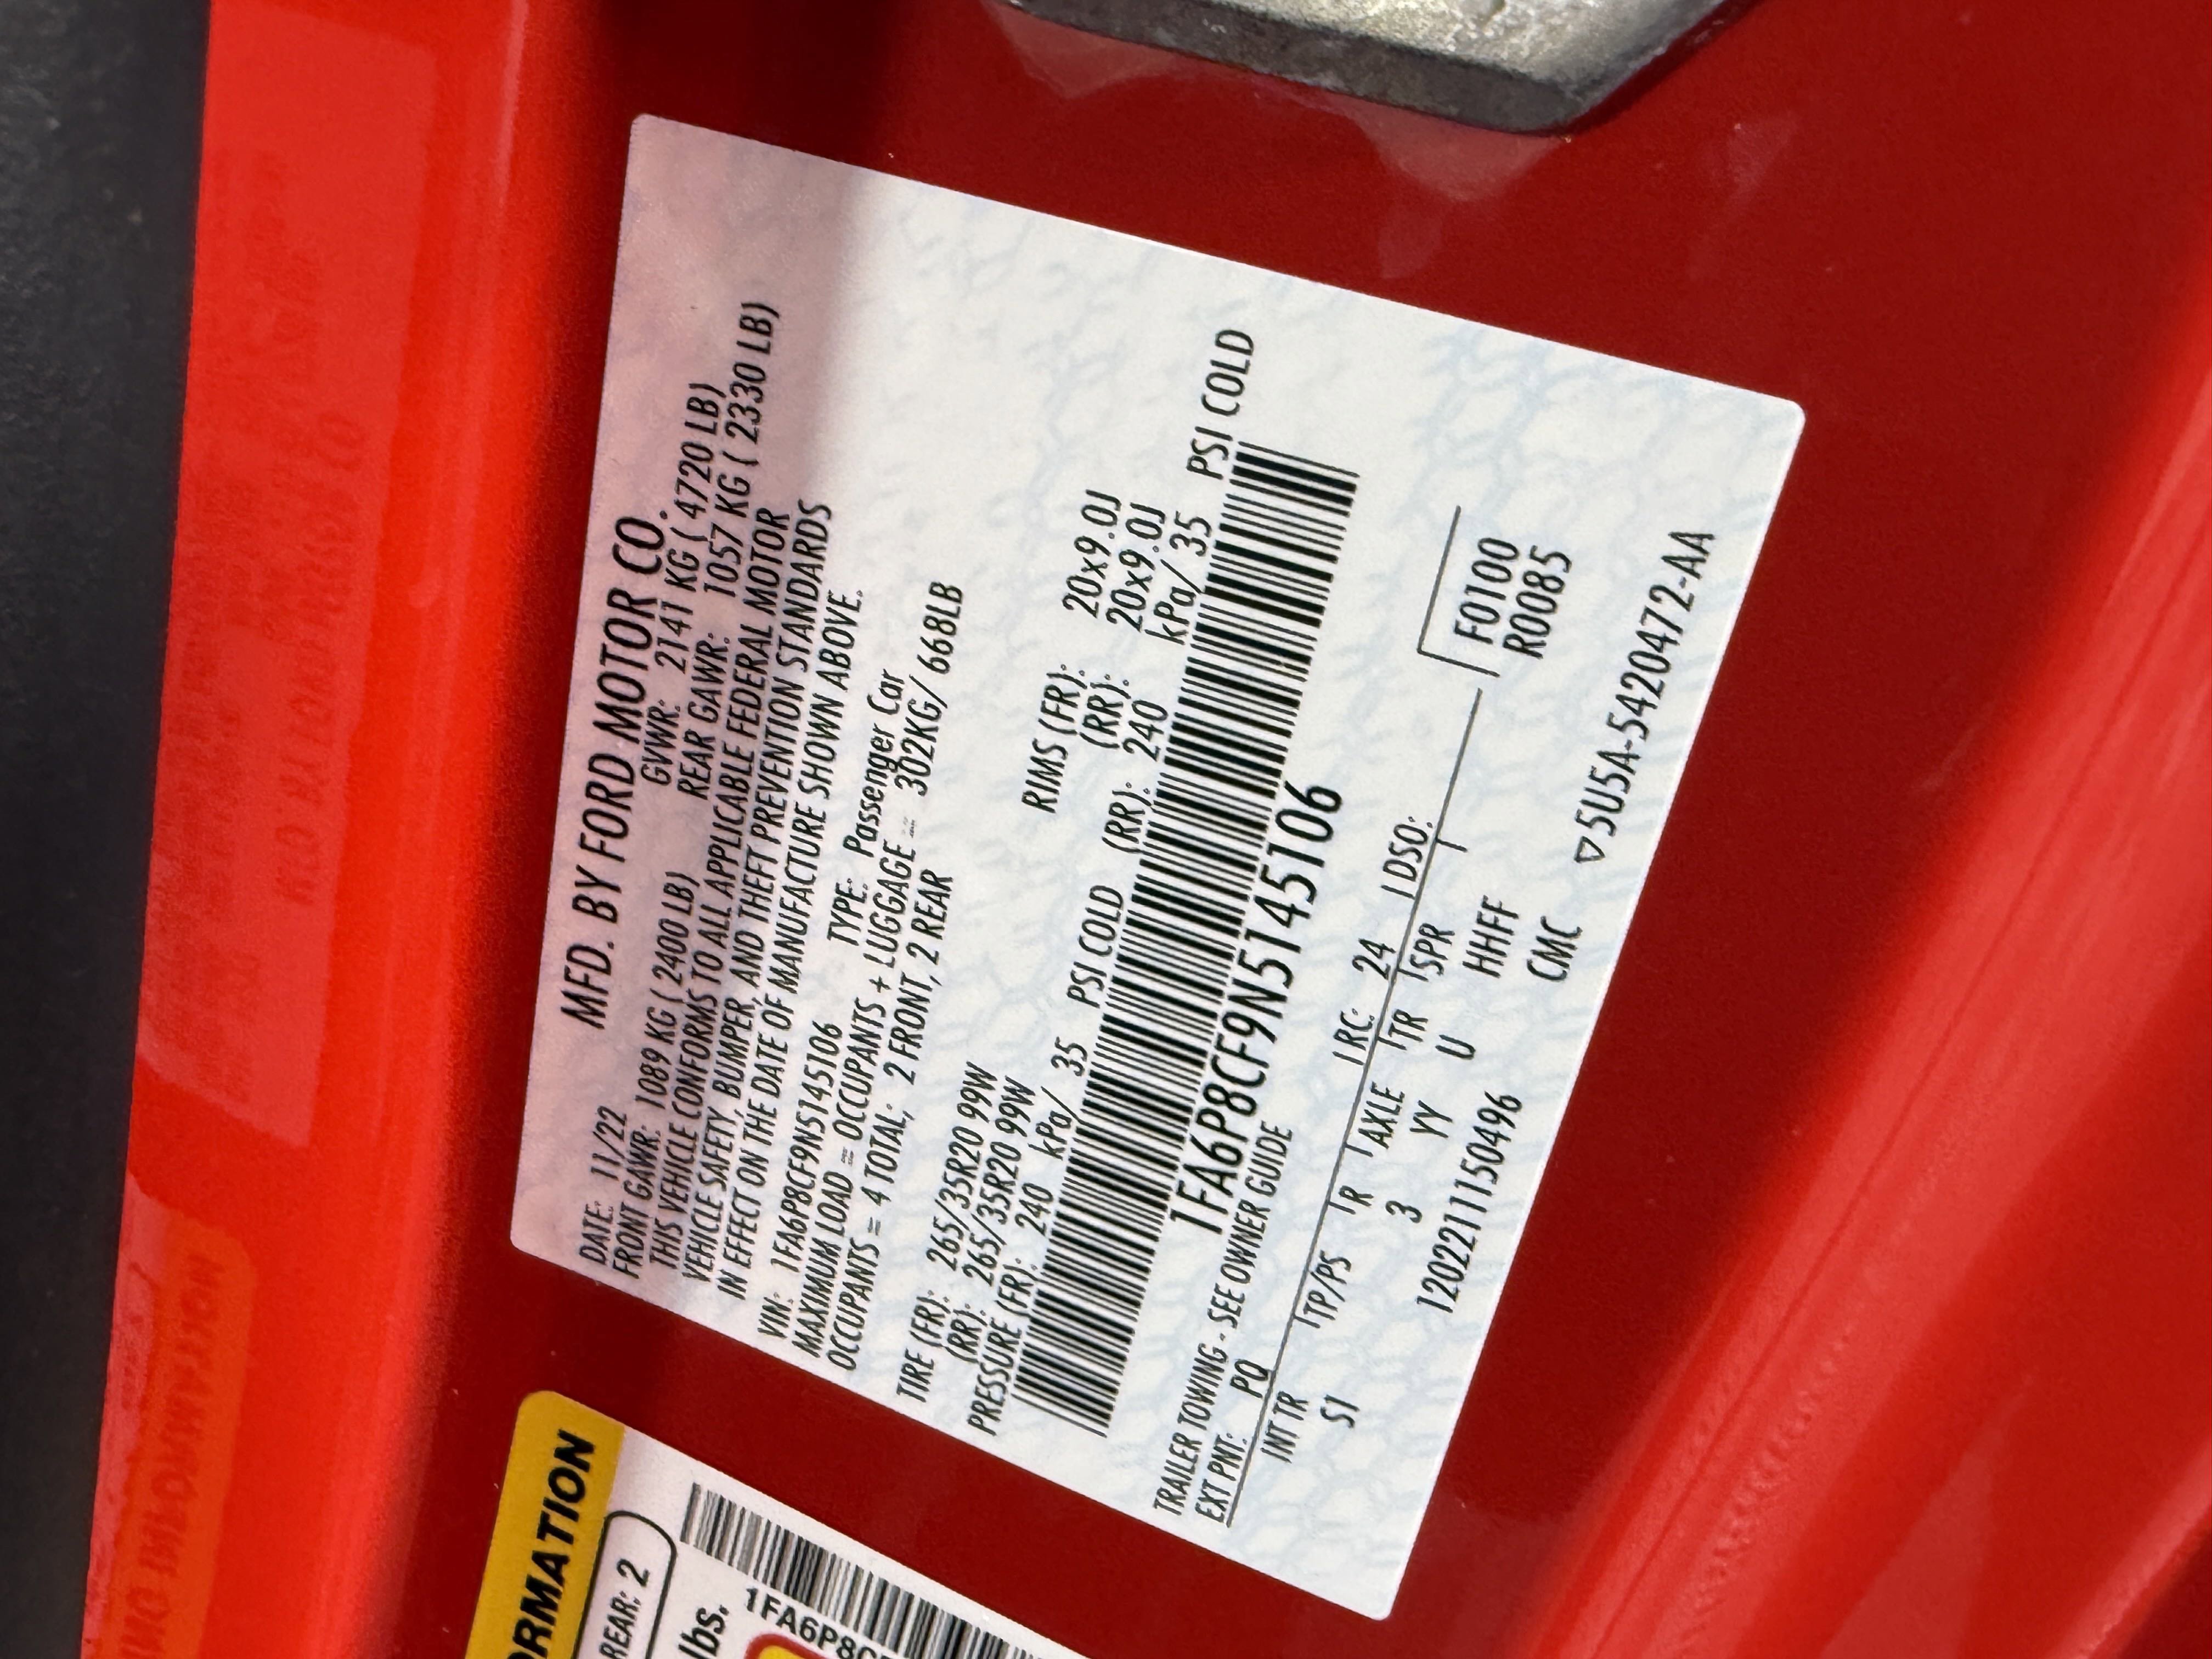 MFD. BY FORD MOTOR CO.
DATE: 11/22 GVWR: 2141 KG ( 4720 LB)
FRONT GAWR: 1089 KG ( 2400 LB) REAR GAWR: 1057 KG ( 2330 LB)
THIS VEHICLE CONFORMS TO ALL APPLICABLE FEDERAL MOTOR
VEHICLE SAFETY, BUMPER, AND THEFT PREVENTION STANDARDS
IN EFFECT ON THE DATE OF MANUFACTURE SHOWN ABOVE.
VIN: 1FA6P8CF9N5145106 TYPE: Passenger Car
MAXIMUM LOAD = OCCUPANTS + LUGGAGE = 302KG/ 668LB
OCCUPANTS = 4 TOTAL; 2 FRONT, 2 REAR
TIRE (FR): 265/35R20 99W RIMS (FR): 20x9.0J
(RR): 265/35R20 99W (RR): 20x9.0J
PRESSURE (FR): 240 kPa/ 35 PSI COLD (RR): 240 kPa/ 35 PSI COLD
1FA6P8CF9N5145106
TRAILER TOWING - SEE OWNER GUIDE
EXT PNT: PQ RC: 24 DSO:
INT TR TP/PS R AXLE TR SPR F0100
S1 3 YY U HHFF R0085
1202211150496 CMC
▽5U5A-5420472-AA
ORMATION
REAR: 2
lbs.
1FA6P8C